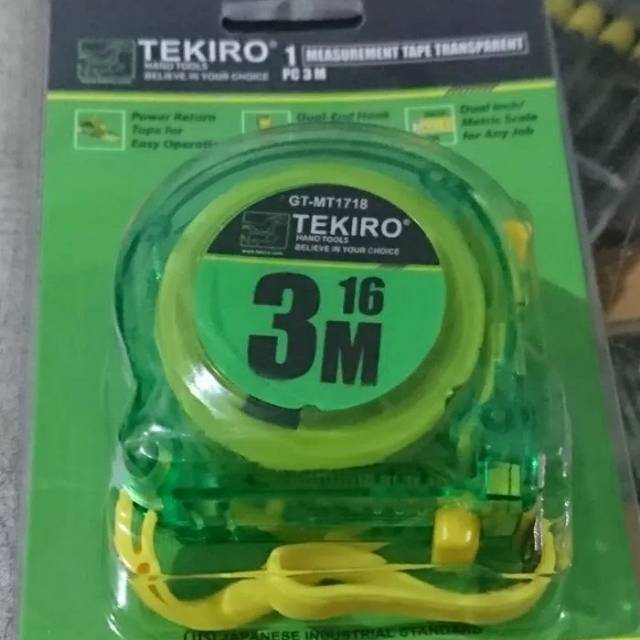 TEKIRO®
HAND TOOLS
BELIEVE IN YOUR CHOICE
1
PC 3 M
MEASUREMENT TAPE TRANSPARENT
Power Return
Tape for
Easy Operation
Dual End Hook
Dual Inch/
Metric Scale
for Any Job
GT-MT1718
TEKIRO®
HAND TOOLS
BELIEVE IN YOUR CHOICE
3 16
M
(JIS) JAPANESE INDUSTRIAL STANDARD